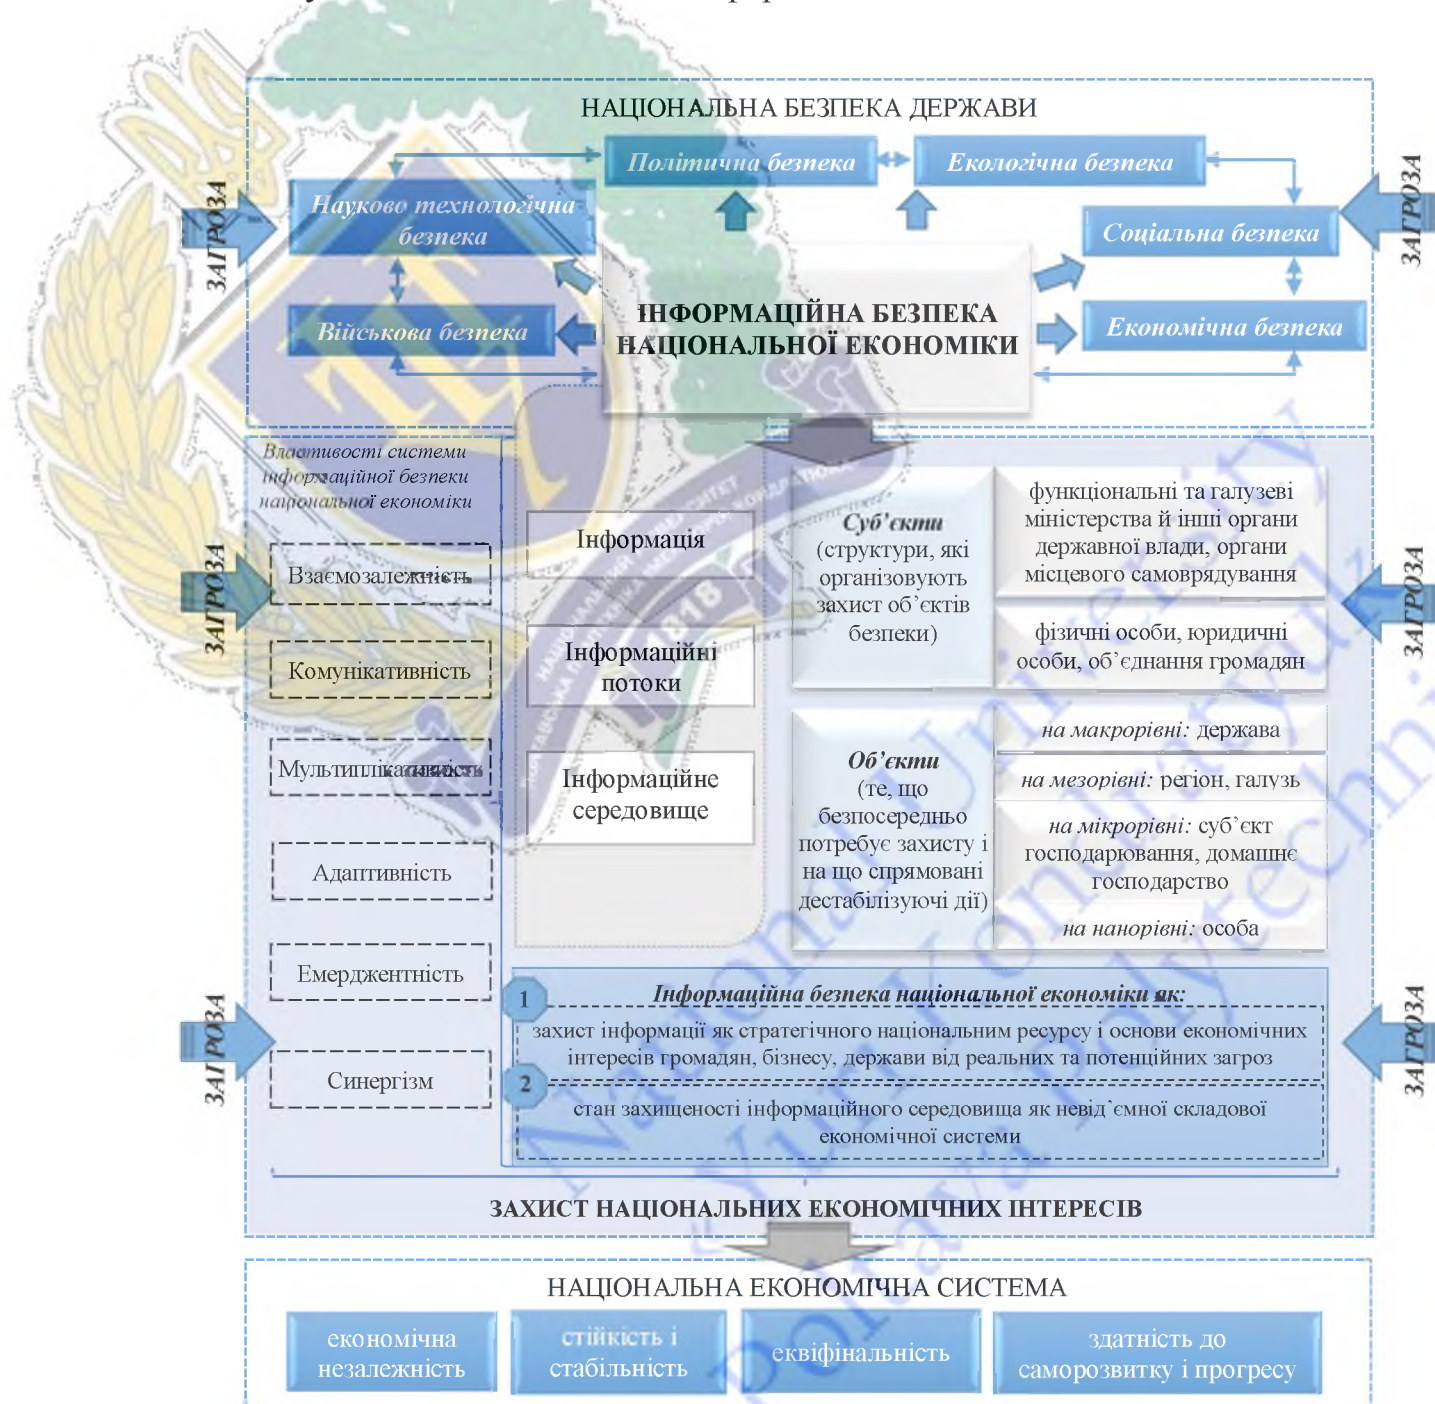 НАЦІОНАЛЬНА БЕЗПЕКА ДЕРЖАВИ
Політична безпека
Екологічна безпека
Науково технологічна
безпека
Соціальна безпека
Військова безпека
Економічна безпека
ІНФОРМАЦІЙНА БЕЗПЕКА
НАЦІОНАЛЬНОЇ ЕКОНОМІКИ
ЗАГРОЗА
ЗАГРОЗА
Властивості системи
інформаційної безпеки
національної економіки
Взаємозалежність
Комунікативність
Мультиплікативність
Адаптивність
Емерджентність
Синергізм
ЗАГРОЗА
ЗАГРОЗА
Інформація
Інформаційні
потоки
Інформаційне
середовище
Суб’єкти
(структури, які
організовують
захист об’єктів
безпеки)
функціональні та галузеві
міністерства й інші органи
державної влади, органи
місцевого самоврядування
фізичні особи, юридичні
особи, об’єднання громадян
Об’єкти
(те, що
безпосередньо
потребує захисту і
на що спрямовані
дестабілізуючі дії)
на макрорівні: держава
на мезорівні: регіон, галузь
на мікрорівні: суб’єкт
господарювання, домашнє
господарство
на нанорівні: особа
ЗАГРОЗА
ЗАГРОЗА
Інформаційна безпека національної економіки як:
1
захист інформації як стратегічного національним ресурсу і основи економічних
інтересів громадян, бізнесу, держави від реальних та потенційних загроз
2
стан захищеності інформаційного середовища як невід`ємної складової
економічної системи
ЗАХИСТ НАЦІОНАЛЬНИХ ЕКОНОМІЧНИХ ІНТЕРЕСІВ
НАЦІОНАЛЬНА ЕКОНОМІЧНА СИСТЕМА
економічна
незалежність
стійкість і
стабільність
еквіфінальність
здатність до
саморозвитку і прогресу
National University
«Yuri Kondratyuk
Poltava Polytechni